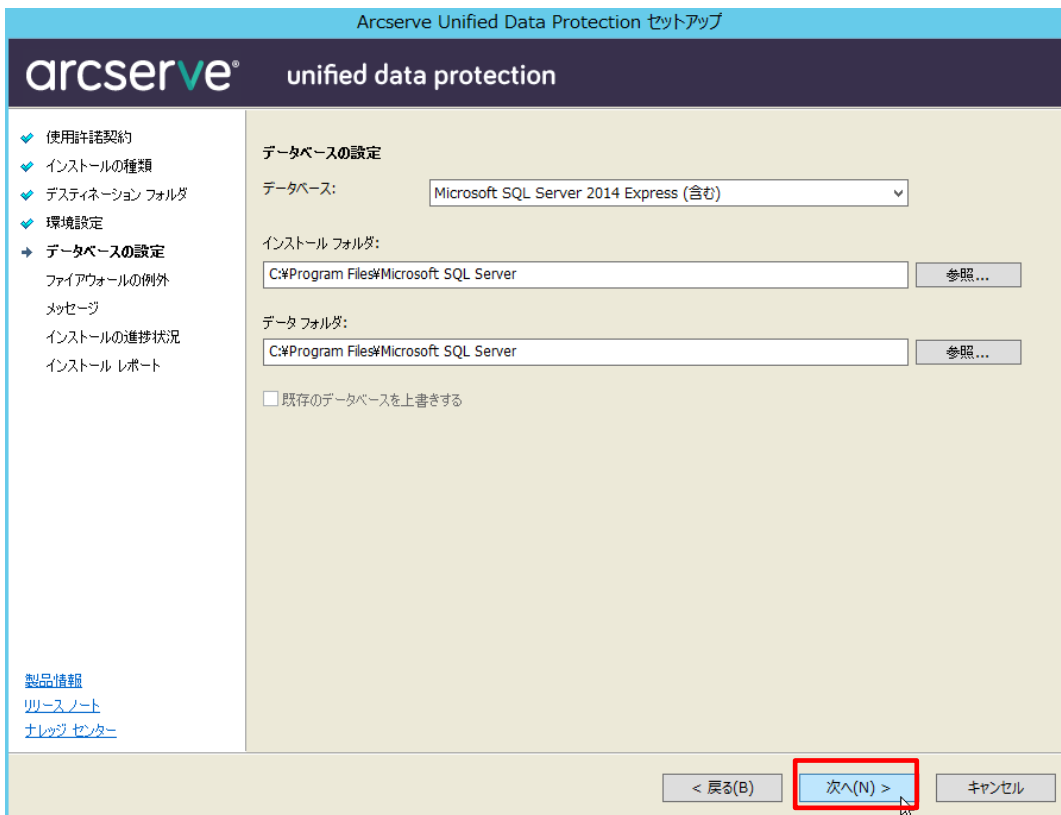 Arcserve Unified Data Protection セットアップ
arcserve® unified data protection
使用許諾契約
インストールの種類
デスティネーション フォルダ
環境設定
データベースの設定
ファイアウォールの例外
メッセージ
インストールの進捗状況
インストール レポート
製品情報
リリース ノート
ナレッジ センター
データベースの設定
データベース: Microsoft SQL Server 2014 Express (含む)
インストール フォルダ:
C:¥Program Files¥Microsoft SQL Server 参照...
データ フォルダ:
C:¥Program Files¥Microsoft SQL Server 参照...
既存のデータベースを上書きする
< 戻る(B) 次へ(N) > キャンセル